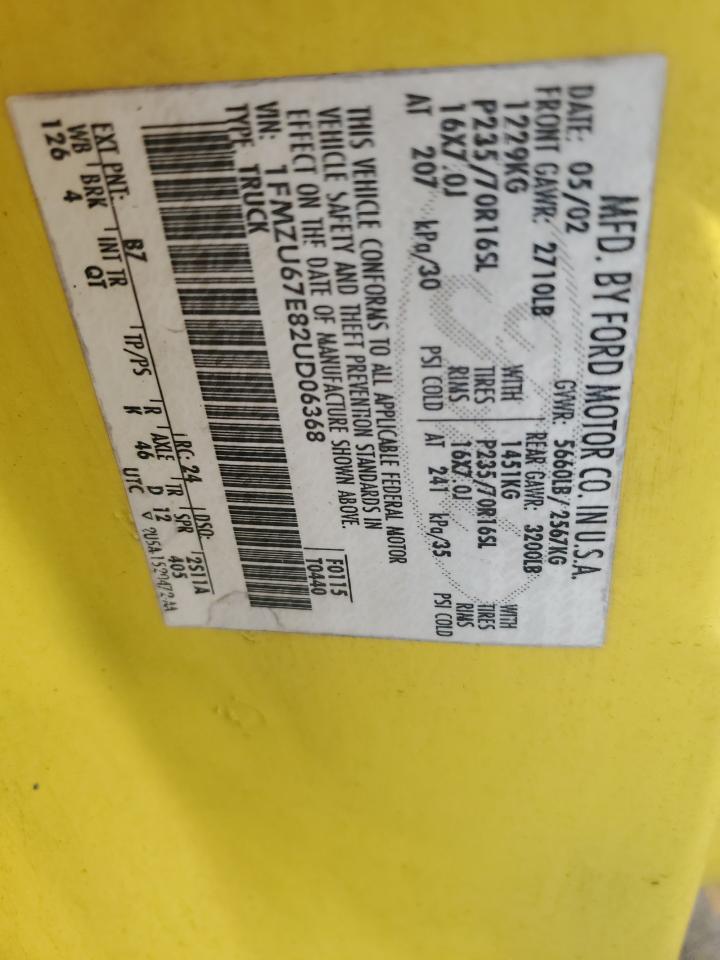 MFD. BY FORD MOTOR CO. IN U.S.A.
DATE: 05/02 GVWR: 5660LB/ 2567KG
FRONT GAWR: 2710LB REAR GAWR: 3200LB
1229KG WITH 1451KG WITH
P235/70R16SL TIRES P235/70R16SL TIRES
16X7.0J RIMS 16X7.0J RIMS
AT 207 kPa/30 PSI COLD AT 241 kPa/35 PSI COLD
THIS VEHICLE CONFORMS TO ALL APPLICABLE FEDERAL MOTOR
VEHICLE SAFETY AND THEFT PREVENTION STANDARDS IN
EFFECT ON THE DATE OF MANUFACTURE SHOWN ABOVE.
VIN: 1FMZU67E82UD06368 F0115
TYPE: TRUCK T0440
EXT PNT: BZ RC: 24 DSO: 2S11A
WB BRK INT TR TP/PS R AXLE TR SPR
126 4 QT K 46 D 12 405
UTC